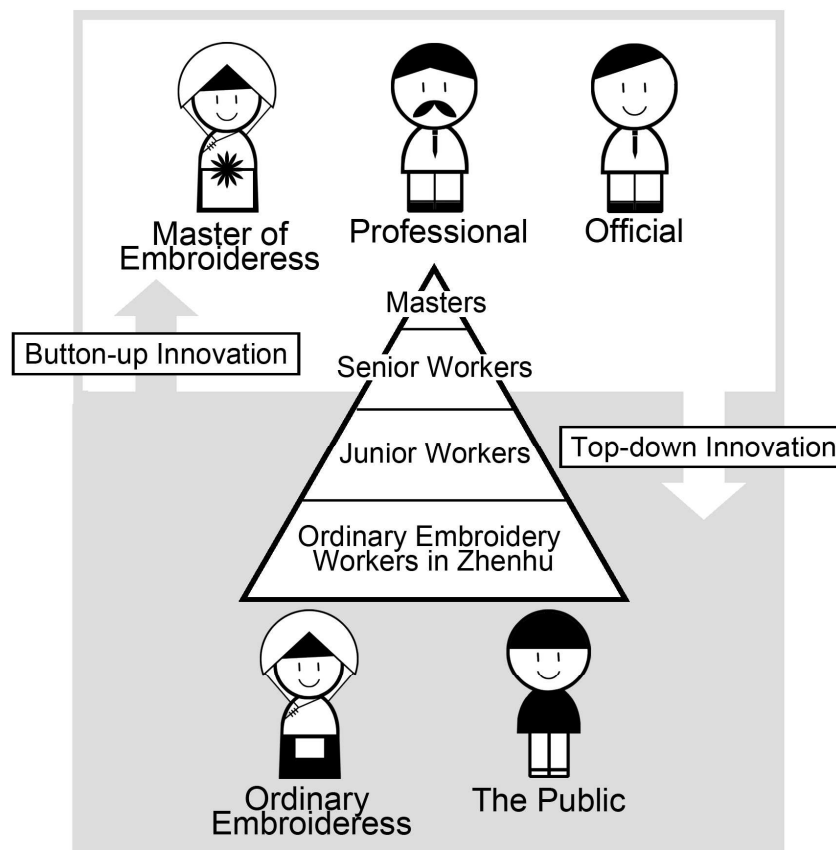 Master of
Embroideress
Professional
Official
Masters
Button-up Innovation
Senior Workers
Junior Workers
Top-down Innovation
Ordinary Embroidery
Workers in Zhenhu
Ordinary
Embroideress
The Public